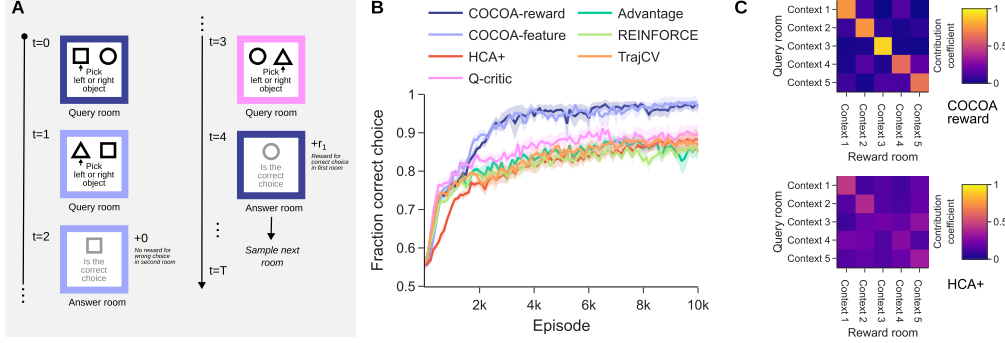 A
t=0
Pick
left or right
object
Query room
t=1
Pick
left or right
object
Query room
t=2
Is the
correct
choice
+0
No reward for
wrong choice
in second room
Answer room
t=3
Pick
left or right
object
Query room
t=4
Is the
correct
choice
+r1
Reward for
correct choice
in first room
Answer room
Sample next
room
t=T
B
COCOA-reward
COCOA-feature
HCA+
Q-critic
Advantage
REINFORCE
TrajCV
Fraction correct choice
1
0.9
0.8
0.7
0.6
0.5
2k
4k
6k
8k
10k
Episode
C
Query room
Context 1
Context 2
Context 3
Context 4
Context 5
Context 1
Context 2
Context 3
Context 4
Context 5
Reward room
Contribution
coefficient
1
0.5
0
COCOA
reward
Query room
Context 1
Context 2
Context 3
Context 4
Context 5
Context 1
Context 2
Context 3
Context 4
Context 5
Reward room
Contribution
coefficient
1
0.5
0
HCA+